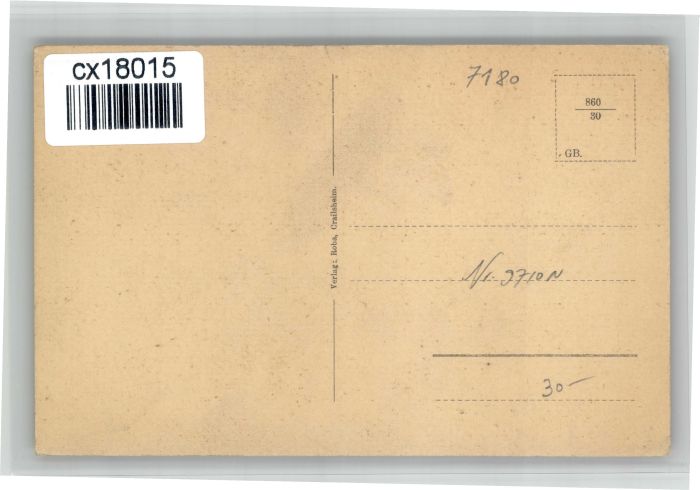 cx18015
7180
860
30
GB.
Verlag: Roba, Crailsheim.
Nr. 3710N
30-